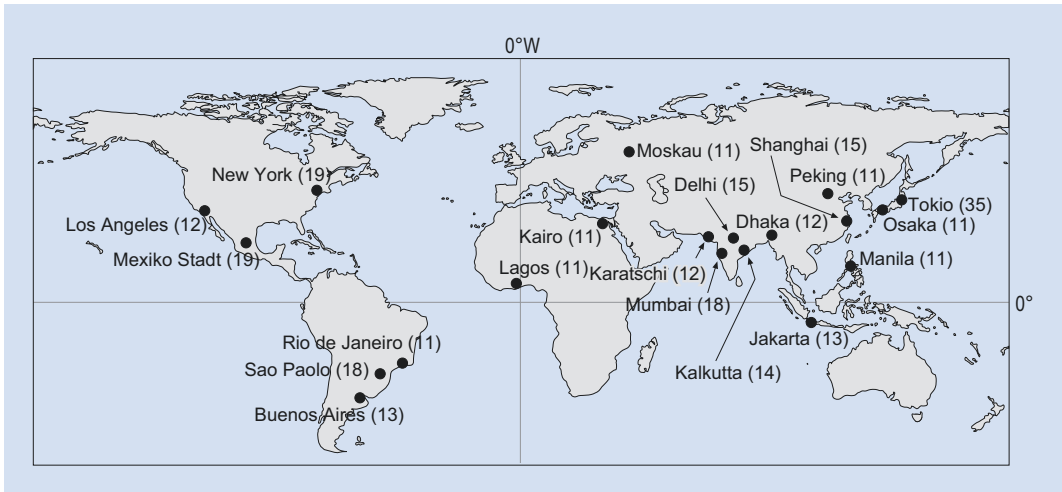 0°W
Moskau (11)
Shanghai (15)
New York (19)
Delhi (15)
Peking (11)
Los Angeles (12)
Kairo (11)
Dhaka (12)
Tokio (35)
Osaka (11)
Mexiko Stadt (19)
Lagos (11)
Karatschi (12)
Manila (11)
Mumbai (18)
0°
Rio de Janeiro (11)
Jakarta (13)
Sao Paolo (18)
Kalkutta (14)
Buenos Aires (13)